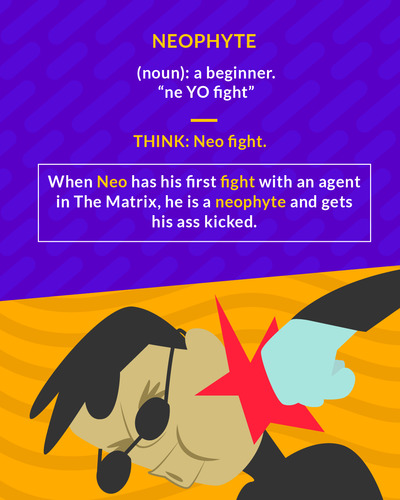 NEOPHYTE
(noun): a beginner.
“ne YO fight”
THINK: Neo fight.
When Neo has his first fight with an agent
in The Matrix, he is a neophyte and gets
his ass kicked.